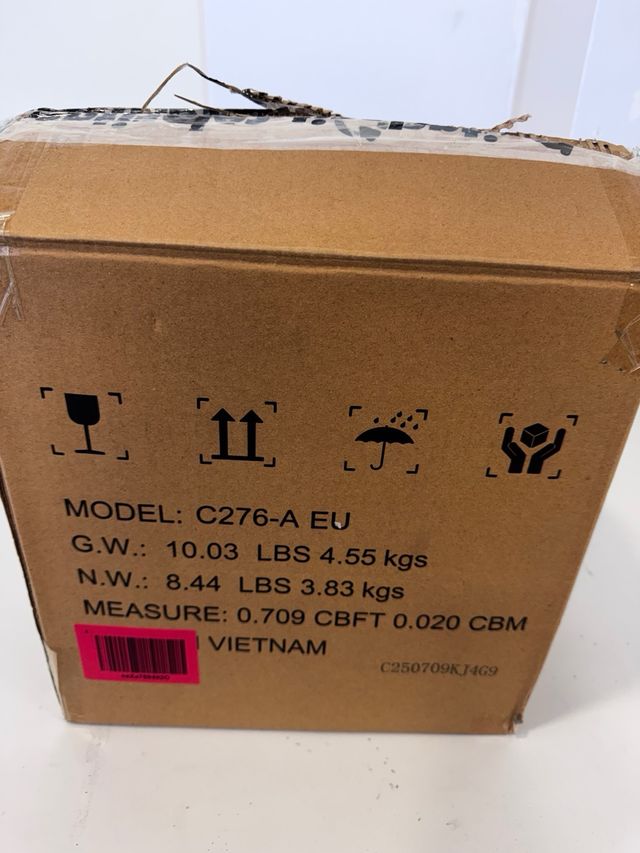 MODEL: C276-A EU
G.W.: 10.03 LBS 4.55 kgs
N.W.: 8.44 LBS 3.83 kgs
MEASURE: 0.709 CBFT 0.020 CBM
VIETNAM
C250709KJ4G9